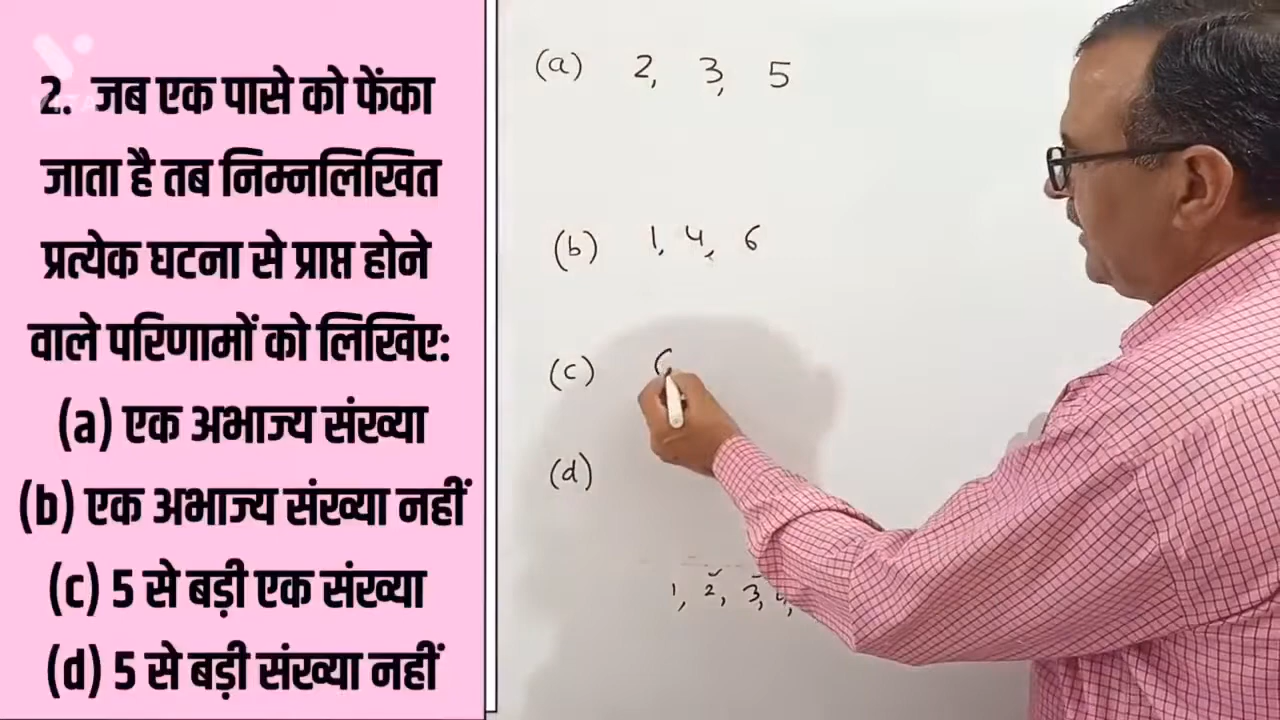 2. जब एक पासे को फेंका
जाता है तब निम्नलिखित
प्रत्येक घटना से प्राप्त होने
वाले परिणामों को लिखिए:
(a) एक अभाज्य संख्या
(b) एक अभाज्य संख्या नहीं
(c) 5 से बड़ी एक संख्या
(d) 5 से बड़ी संख्या नहीं
(a) 2, 3, 5
(b) 1, 4, 6
(c)
(d)
1, 2, 3, 4,